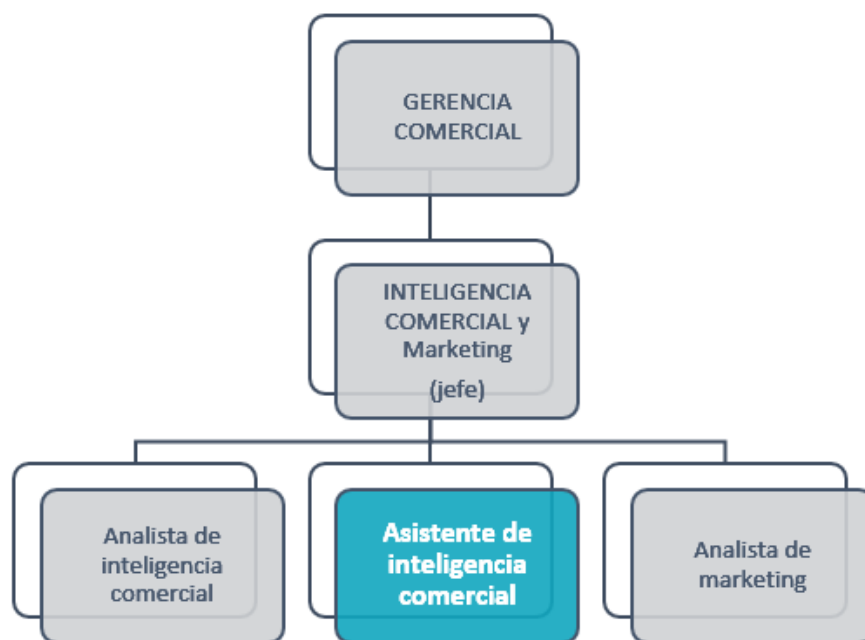 GERENCIA
COMERCIAL
INTELIGENCIA
COMERCIAL y
Marketing
(jefe)
Analista de
inteligencia
comercial
Asistente de
inteligencia
comercial
Analista de
marketing